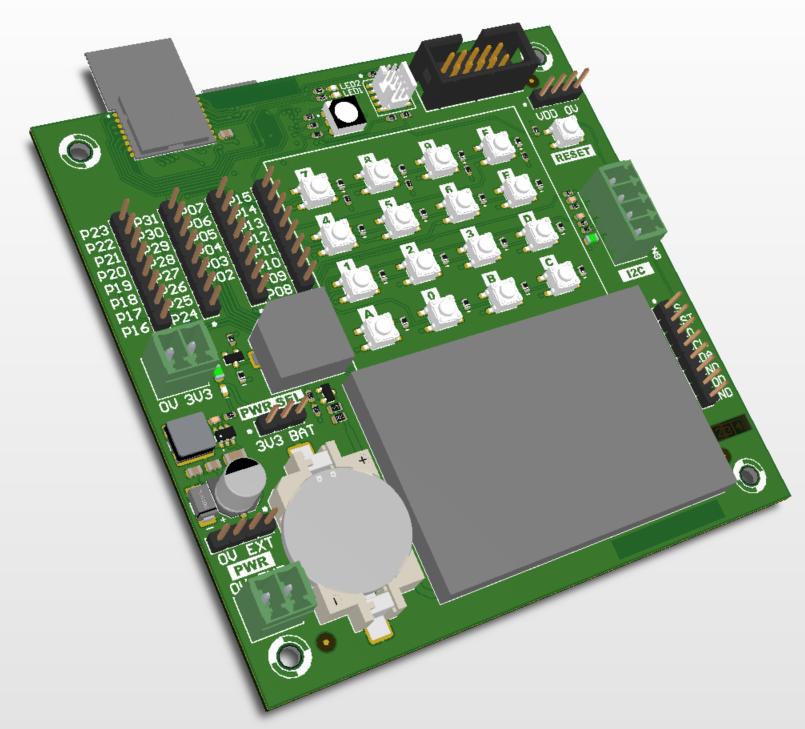 LED2
LED1
VDD 0V
RESET
7
8
9
F
4
5
6
E
1
2
3
D
A
0
B
C
P23
P22
P21
P20
P19
P18
P17
P16
P31
P30
P29
P28
P27
P26
P25
P24
P07
P06
P05
P04
P03
P02
P15
P14
P13
P12
P11
P10
P09
P08
I2C
0V 3V3
PWR SEL
3V3 BAT
+
-
0V EXT
PWR